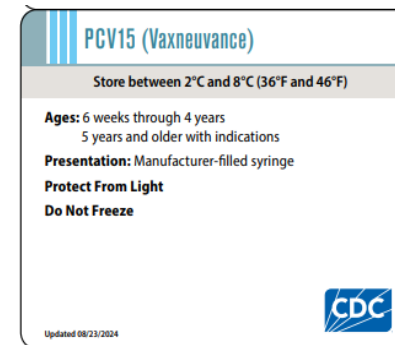 PCV15 (Vaxneuvance)
Store between 2°C and 8°C (36°F and 46°F)
Ages: 6 weeks through 4 years
5 years and older with indications
Presentation: Manufacturer-filled syringe
Protect From Light
Do Not Freeze
CDC
Updated 08/23/2024